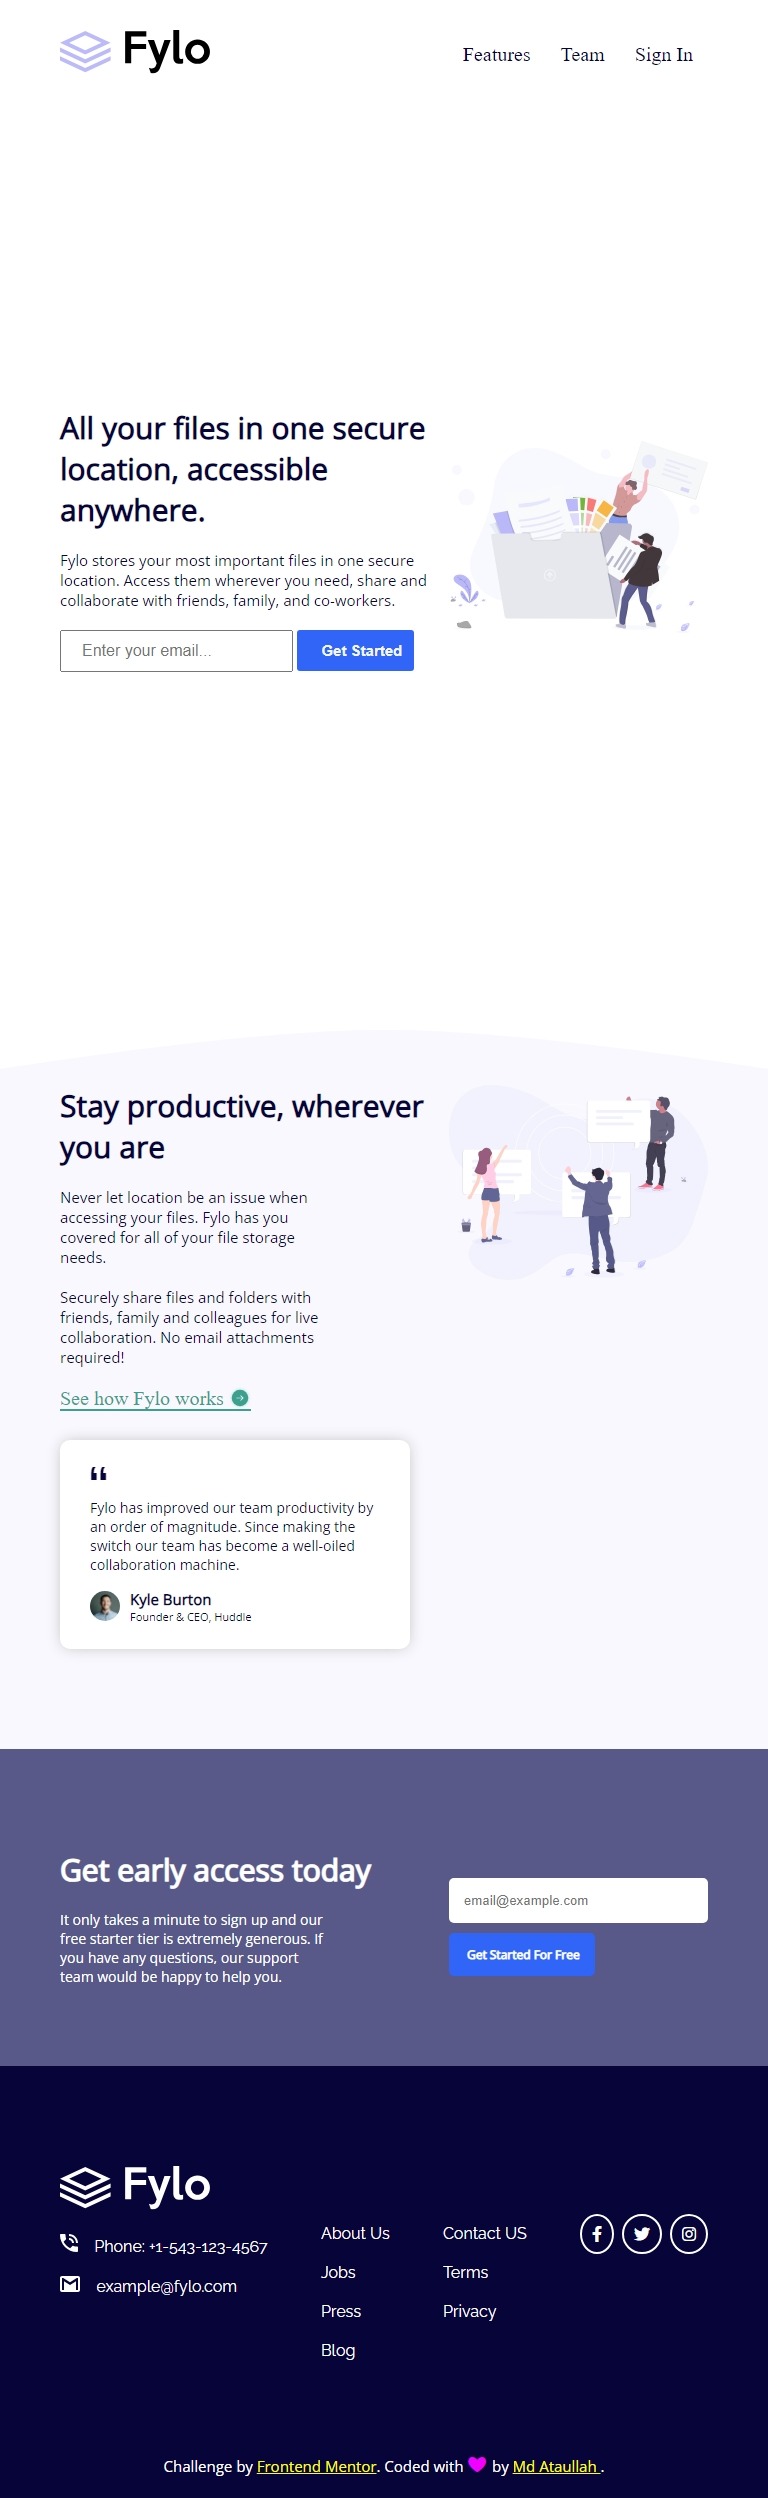 Fylo
Features Team Sign In
All your files in one secure
location, accessible
anywhere.
Fylo stores your most important files in one secure
location. Access them wherever you need, share and
collaborate with friends, family, and co-workers.
Enter your email... Get Started
Stay productive, wherever
you are
Never let location be an issue when
accessing your files. Fylo has you
covered for all of your file storage
needs.
Securely share files and folders with
friends, family and colleagues for live
collaboration. No email attachments
required!
See how Fylo works
“
Fylo has improved our team productivity by
an order of magnitude. Since making the
switch our team has become a well-oiled
collaboration machine.
Kyle Burton
Founder & CEO, Huddle
Get early access today
It only takes a minute to sign up and our
free starter tier is extremely generous. If
you have any questions, our support
team would be happy to help you.
email@example.com
Get Started For Free
Fylo
Phone: +1-543-123-4567
example@fylo.com
About Us
Jobs
Press
Blog
Contact US
Terms
Privacy
Challenge by Frontend Mentor. Coded with by Md Ataullah .